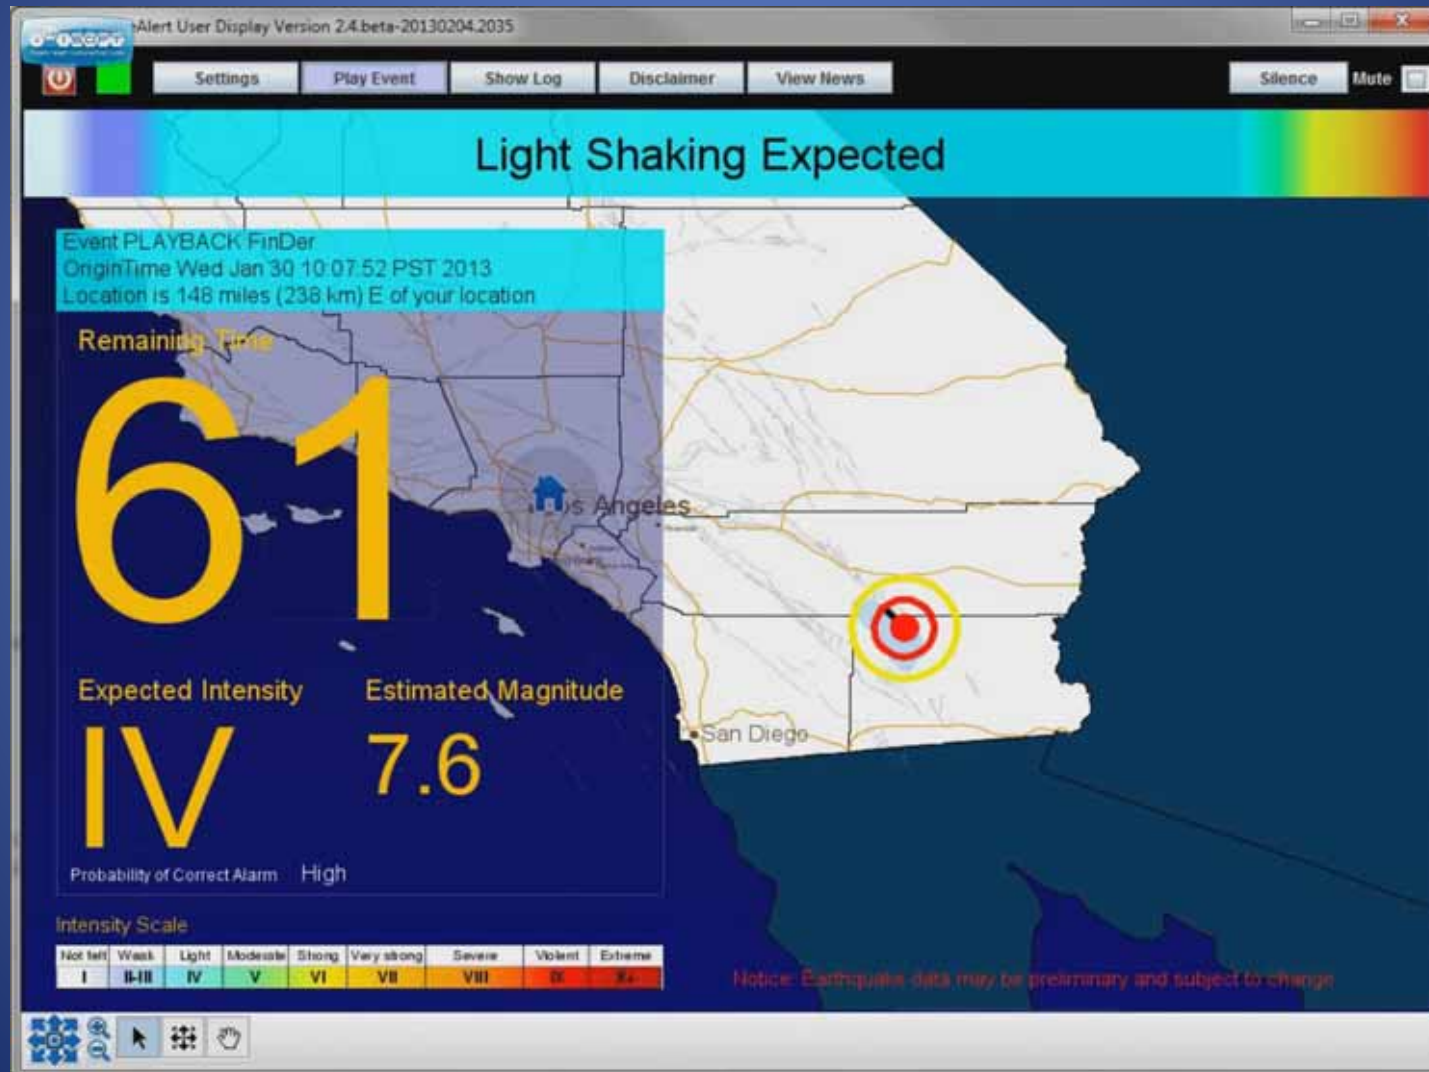 eAlert User Display Version 2.4.beta-20130204.2035
Settings Play Event Show Log Disclaimer View News Silence Mute
Light Shaking Expected
Event PLAYBACK FinDer
OriginTime Wed Jan 30 10:07:52 PST 2013
Location is 148 miles (238 km) E of your location
Remaining Time
61
Los Angeles
Expected Intensity Estimated Magnitude
IV 7.6
San Diego
Probability of Correct Alarm High
Intensity Scale
Not felt Weak Light Moderate Strong Very strong Severe Violent Extreme
I II-III IV V VI VII VIII IX X+
Notice: Earthquake data may be preliminary and subject to change